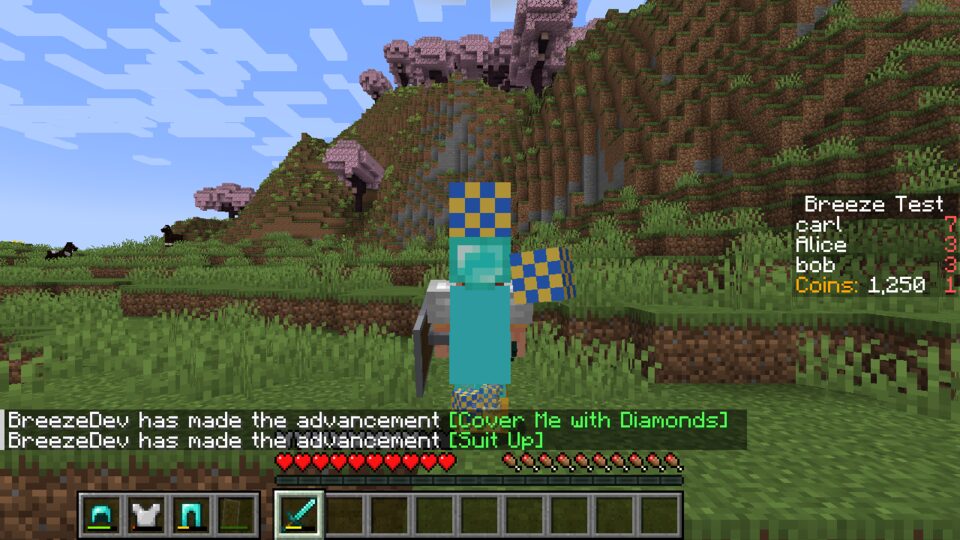 Breeze Test
carl 7
Alice 3
bob 3
Coins: 1,250 1
BreezeDev has made the advancement [Cover Me with Diamonds]
BreezeDev has made the advancement [Suit Up]